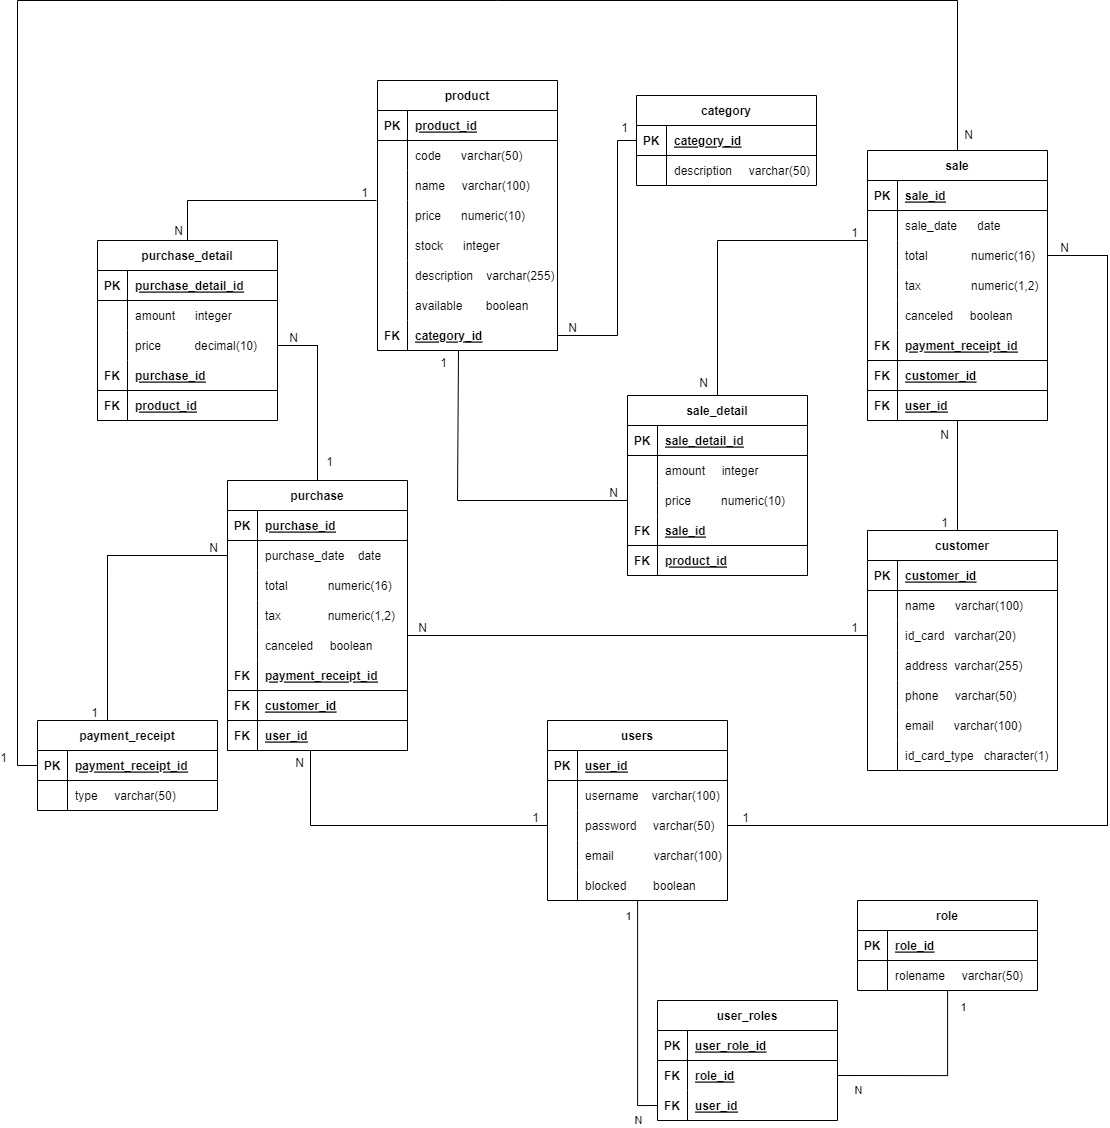 product
PK product_id
code varchar(50)
name varchar(100)
price numeric(10)
stock integer
description varchar(255)
available boolean
FK category_id
1
N
1
category
PK category_id
description varchar(50)
1
N
sale
PK sale_id
sale_date date
total numeric(16)
tax numeric(1,2)
canceled boolean
FK payment_receipt_id
FK customer_id
FK user_id
N
1
N
N
purchase_detail
PK purchase_detail_id
amount integer
price decimal(10)
FK purchase_id
FK product_id
N
1
sale_detail
PK sale_detail_id
amount integer
price numeric(10)
FK sale_id
FK product_id
N
N
purchase
PK purchase_id
purchase_date date
total numeric(16)
tax numeric(1,2)
canceled boolean
FK payment_receipt_id
FK customer_id
FK user_id
N
N
N
1
customer
PK customer_id
name varchar(100)
id_card varchar(20)
address varchar(255)
phone varchar(50)
email varchar(100)
id_card_type character(1)
1
1
payment_receipt
PK payment_receipt_id
type varchar(50)
1
1
users
PK user_id
username varchar(100)
password varchar(50)
email varchar(100)
blocked boolean
1
1
1
role
PK role_id
rolename varchar(50)
1
user_roles
PK user_role_id
FK role_id
FK user_id
N
N